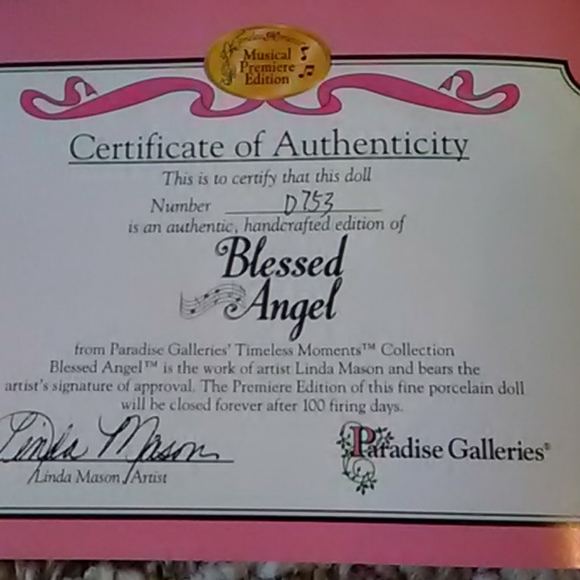 Timeless Moments
Musical
Premiere
Edition
Certificate of Authenticity
This is to certify that this doll
Number D753
is an authentic, handcrafted edition of
Blessed
Angel
from Paradise Galleries' Timeless Moments™ Collection
Blessed Angel™ is the work of artist Linda Mason and bears the
artist's signature of approval. The Premiere Edition of this fine porcelain doll
will be closed forever after 100 firing days.
Linda Mason
Linda Mason, Artist
Paradise Galleries®